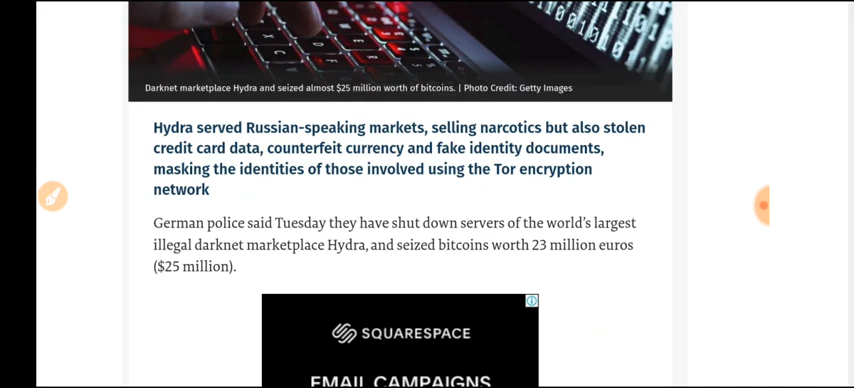 Darknet marketplace Hydra and seized almost $25 million worth of bitcoins. | Photo Credit: Getty Images
Hydra served Russian-speaking markets, selling narcotics but also stolen
credit card data, counterfeit currency and fake identity documents,
masking the identities of those involved using the Tor encryption
network
German police said Tuesday they have shut down servers of the world's largest
illegal darknet marketplace Hydra, and seized bitcoins worth 23 million euros
($25 million).
SQUARESPACE
EMAIL CAMPAIGNS